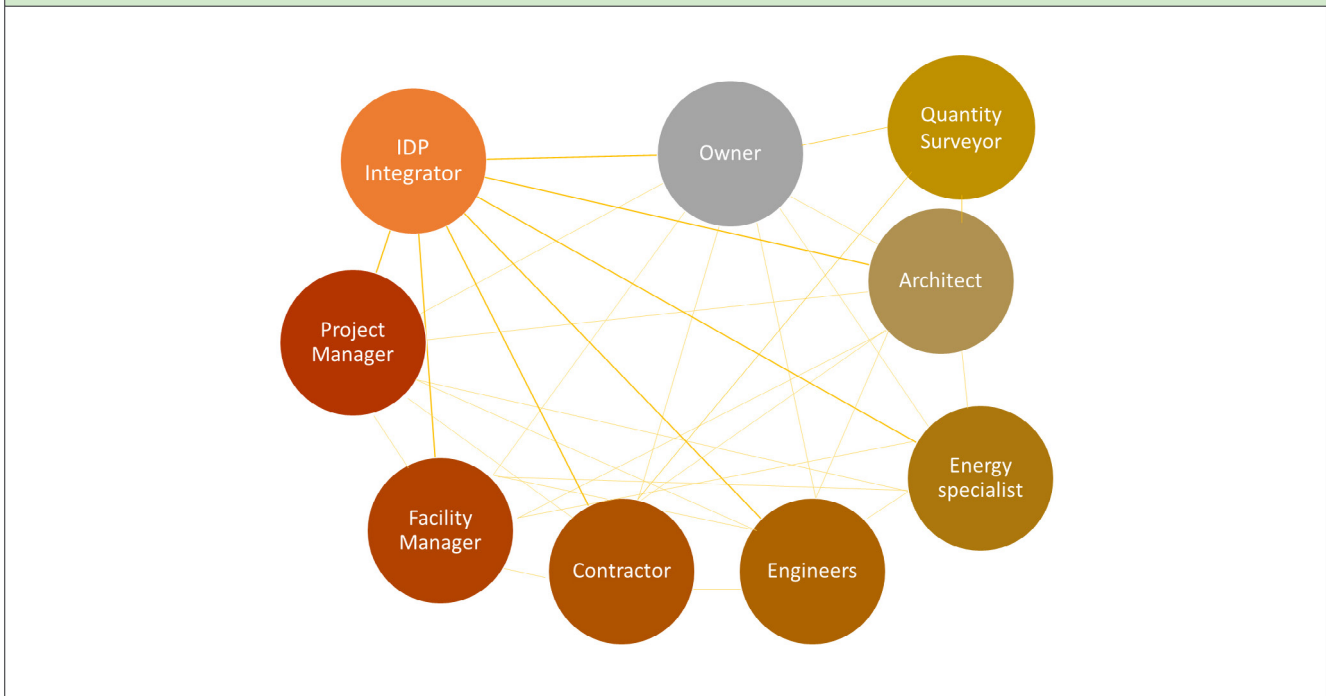 IDP
Integrator
Owner
Quantity
Surveyor
Architect
Project
Manager
Energy
specialist
Facility
Manager
Contractor
Engineers